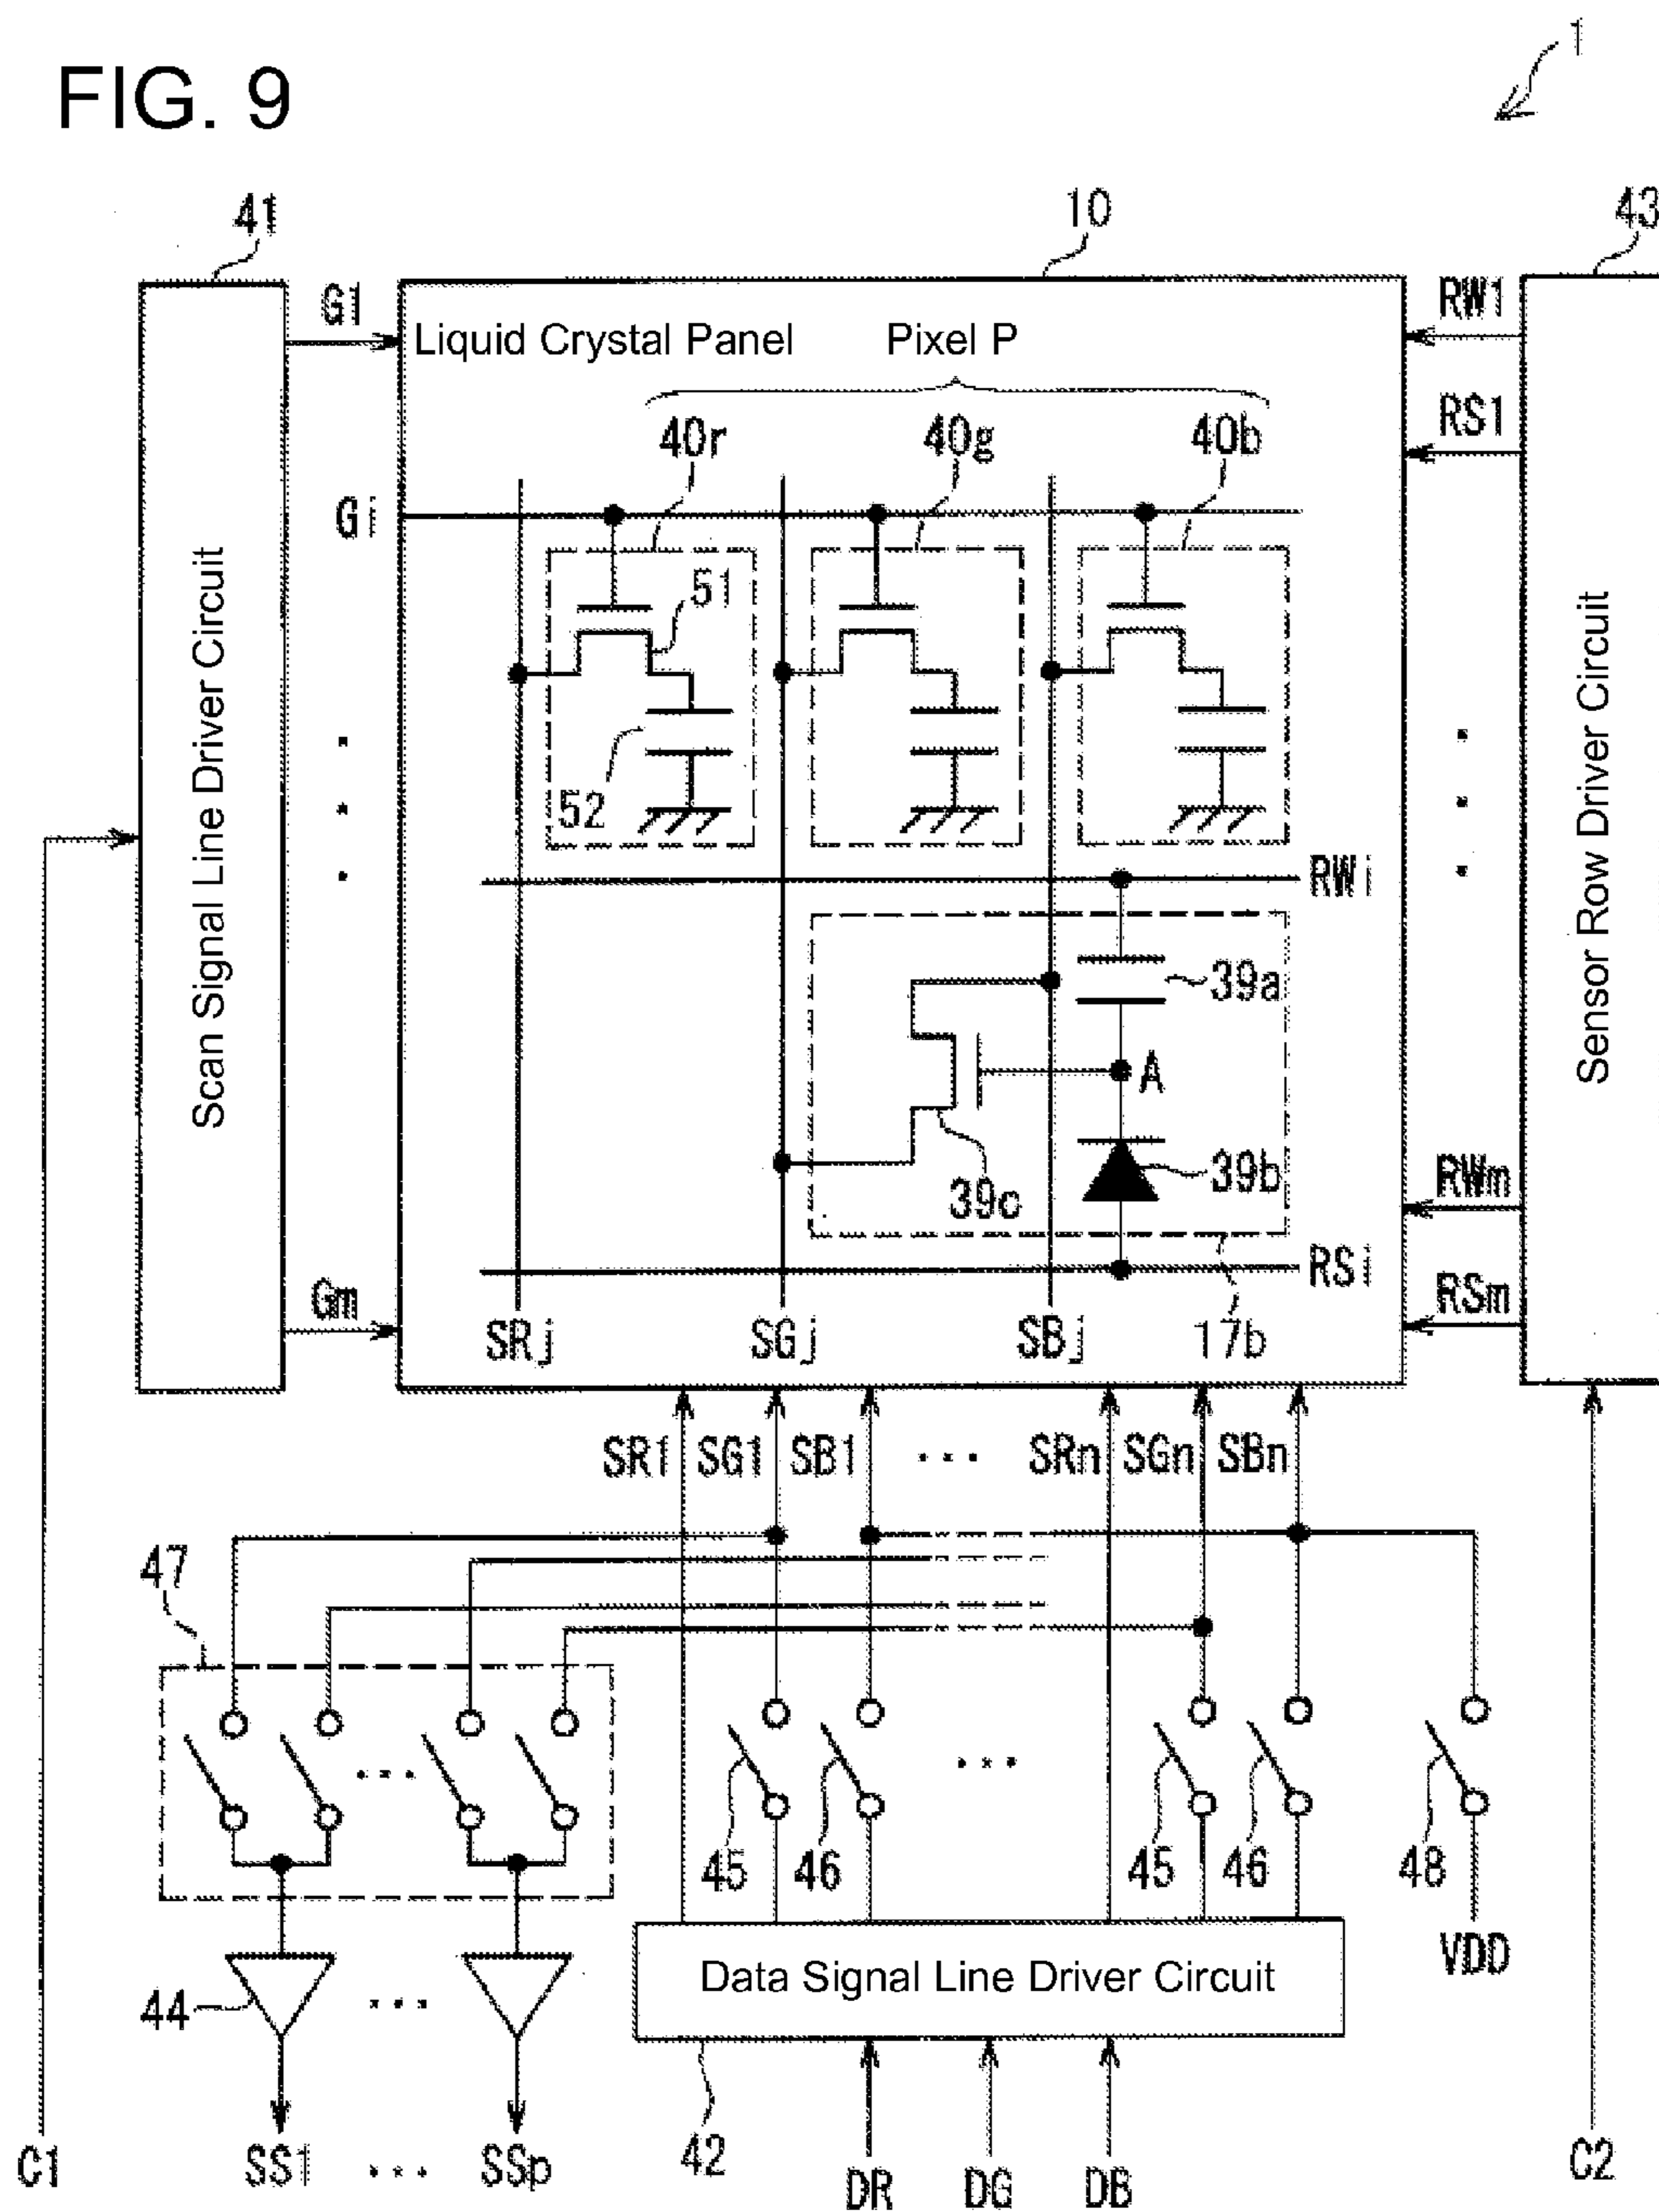 FIG. 9
1
41
10
43
G1
RW1
Liquid Crystal Panel
Pixel P
RS1
40r
40g
40b
Gi
51
52
Scan Signal Line Driver Circuit
Sensor Row Driver Circuit
RWi
39a
A
39b
39c
RWm
RSi
RSm
Gm
SRj
SGj
SBj
17b
SR1
SG1
SB1
...
SRn
SGn
SBn
47
...
...
45
46
45
46
48
VDD
44
...
Data Signal Line Driver Circuit
42
C1
SS1
...
SSp
DR
DG
DB
C2